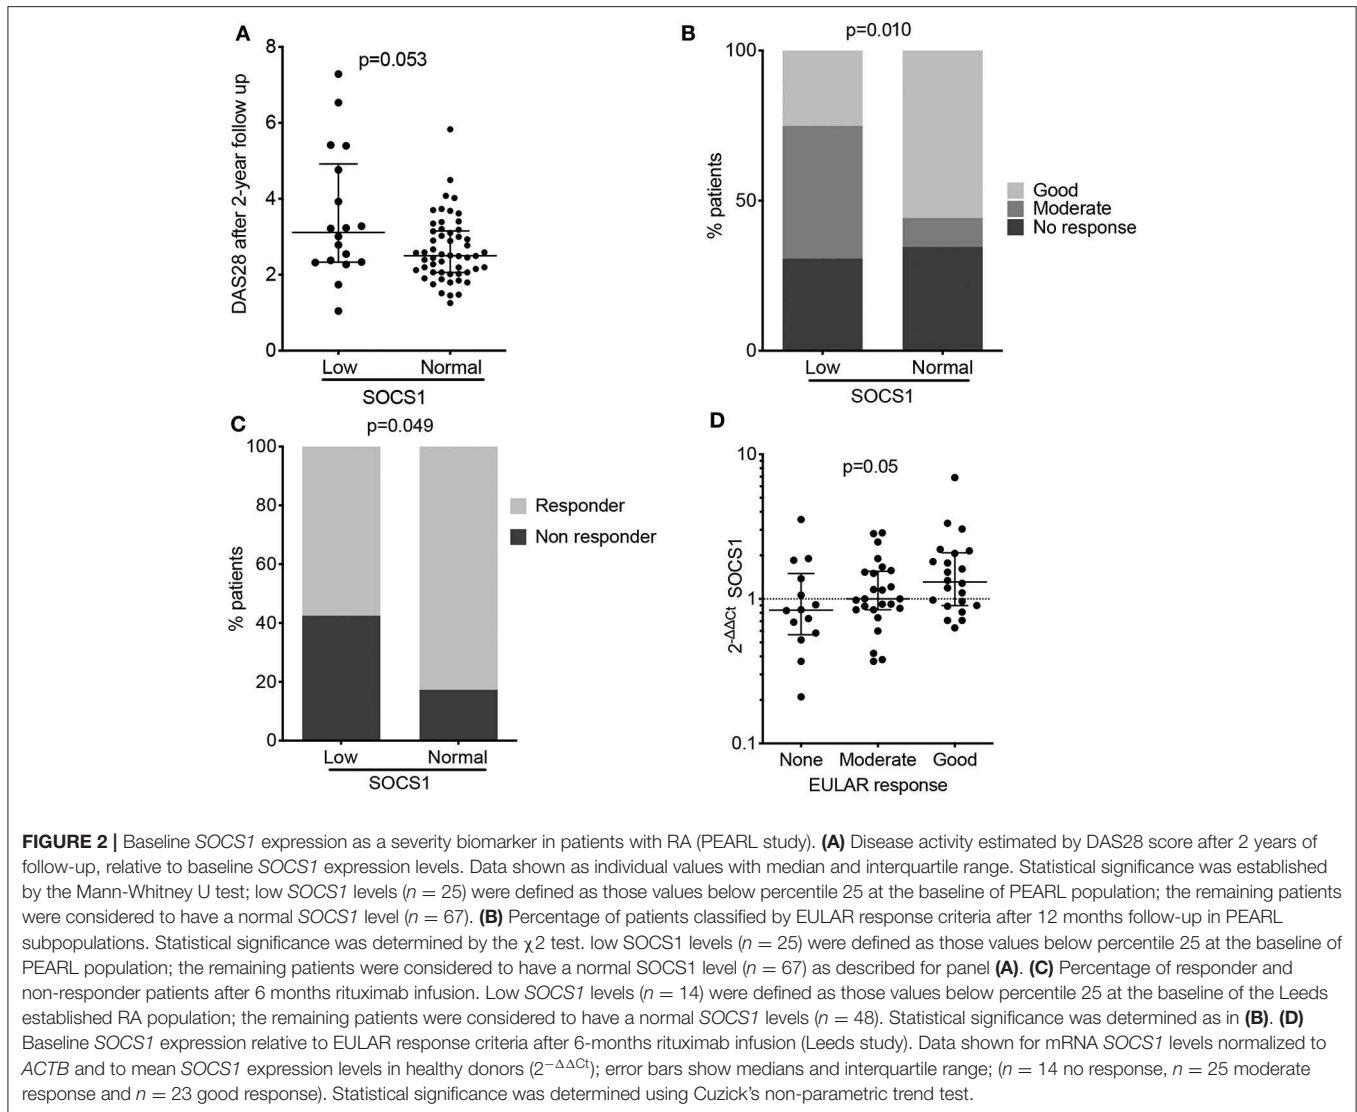 A
p=0.053
8
6
4
2
0
DAS28 after 2-year follow up
Low Normal
SOCS1
B
p=0.010
100
50
0
% patients
Good
Moderate
No response
Low Normal
SOCS1
C
p=0.049
100
80
60
40
20
0
% patients
Responder
Non responder
Low Normal
SOCS1
D
p=0.05
10
1
0.1
2-ΔΔCt SOCS1
None Moderate Good
EULAR response
FIGURE 2 | Baseline SOCS1 expression as a severity biomarker in patients with RA (PEARL study). (A) Disease activity estimated by DAS28 score after 2 years of
follow-up, relative to baseline SOCS1 expression levels. Data shown as individual values with median and interquartile range. Statistical significance was established
by the Mann-Whitney U test; low SOCS1 levels (n = 25) were defined as those values below percentile 25 at the baseline of PEARL population; the remaining patients
were considered to have a normal SOCS1 level (n = 67). (B) Percentage of patients classified by EULAR response criteria after 12 months follow-up in PEARL
subpopulations. Statistical significance was determined by the χ2 test. low SOCS1 levels (n = 25) were defined as those values below percentile 25 at the baseline of
PEARL population; the remaining patients were considered to have a normal SOCS1 level (n = 67) as described for panel (A). (C) Percentage of responder and
non-responder patients after 6 months rituximab infusion. Low SOCS1 levels (n = 14) were defined as those values below percentile 25 at the baseline of the Leeds
established RA population; the remaining patients were considered to have a normal SOCS1 levels (n = 48). Statistical significance was determined as in (B). (D)
Baseline SOCS1 expression relative to EULAR response criteria after 6-months rituximab infusion (Leeds study). Data shown for mRNA SOCS1 levels normalized to
ACTB and to mean SOCS1 expression levels in healthy donors (2−ΔΔCt); error bars show medians and interquartile range; (n = 14 no response, n = 25 moderate
response and n = 23 good response). Statistical significance was determined using Cuzick's non-parametric trend test.